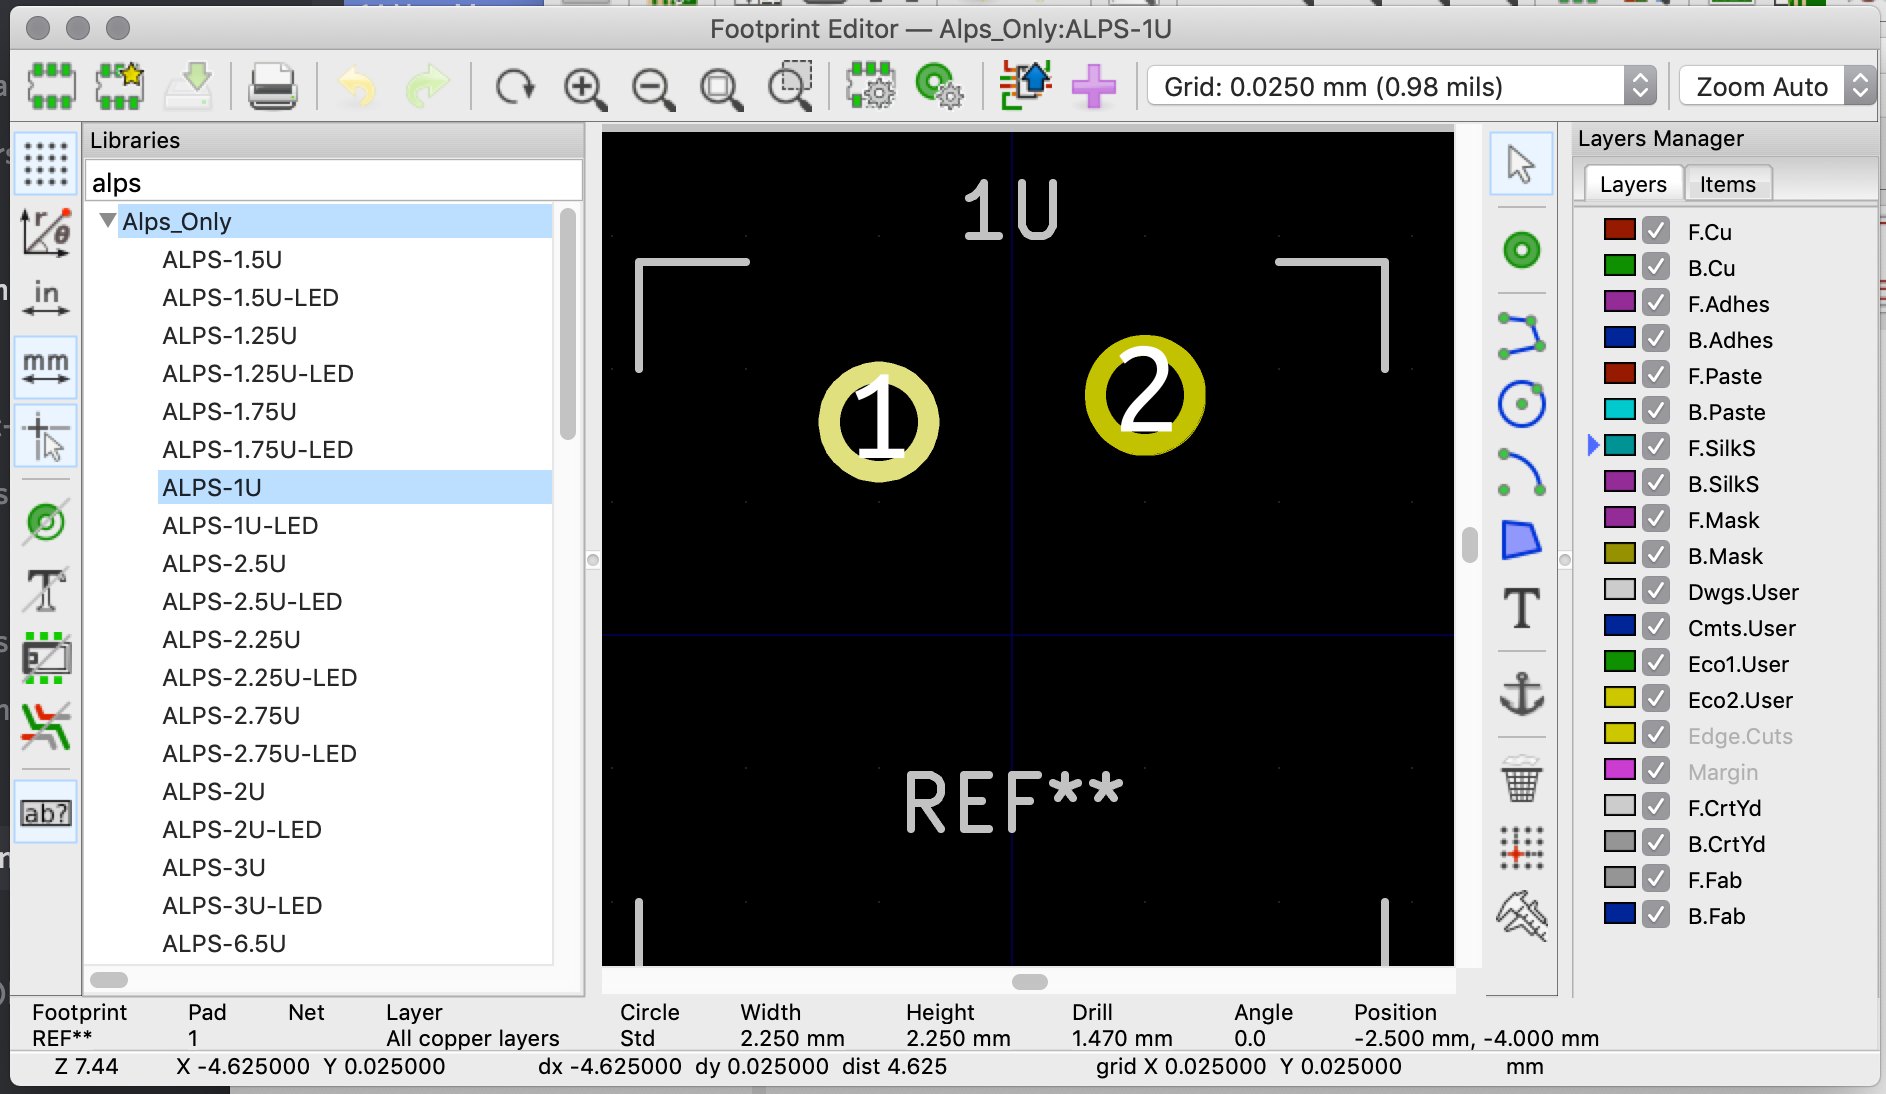 Footprint Editor — Alps_Only:ALPS-1U
Grid: 0.0250 mm (0.98 mils)
Zoom Auto
Libraries
alps
Alps_Only
ALPS-1.5U
ALPS-1.5U-LED
ALPS-1.25U
ALPS-1.25U-LED
ALPS-1.75U
ALPS-1.75U-LED
ALPS-1U
ALPS-1U-LED
ALPS-2.5U
ALPS-2.5U-LED
ALPS-2.25U
ALPS-2.25U-LED
ALPS-2.75U
ALPS-2.75U-LED
ALPS-2U
ALPS-2U-LED
ALPS-3U
ALPS-3U-LED
ALPS-6.5U
r θ
in
mm
T
ab?
1U
1
2
REF**
T
Layers Manager
Layers Items
F.Cu
B.Cu
F.Adhes
B.Adhes
F.Paste
B.Paste
F.SilkS
B.SilkS
F.Mask
B.Mask
Dwgs.User
Cmts.User
Eco1.User
Eco2.User
Edge.Cuts
Margin
F.CrtYd
B.CrtYd
F.Fab
B.Fab
Footprint Pad Net Layer Circle Width Height Drill Angle Position
REF** 1 All copper layers Std 2.250 mm 2.250 mm 1.470 mm 0.0 -2.500 mm, -4.000 mm
Z 7.44 X -4.625000 Y 0.025000 dx -4.625000 dy 0.025000 dist 4.625 grid X 0.025000 Y 0.025000 mm